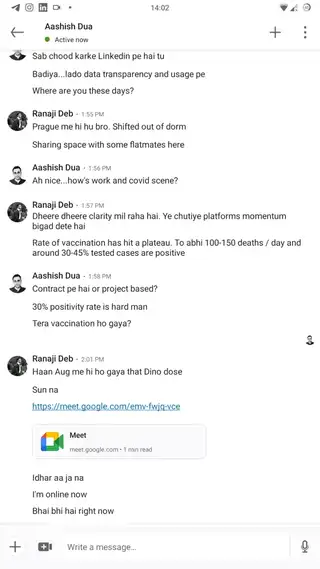 14:02
Aashish Dua
Active now
Sab chood karke Linkedin pe hai tu
Badiya...lado data transparency and usage pe
Where are you these days?
Ranaji Deb • 1:55 PM
Prague me hi hu bro. Shifted out of dorm
Sharing space with some flatmates here
Aashish Dua • 1:56 PM
Ah nice...how's work and covid scene?
Ranaji Deb • 1:57 PM
Dheere dheere clarity mil raha hai. Ye chutiye platforms momentum
bigad dete hai
Rate of vaccination has hit a plateau. To abhi 100-150 deaths / day and
around 30-45% tested cases are positive
Aashish Dua • 1:58 PM
Contract pe hai or project based?
30% positivity rate is hard man
Tera vaccination ho gaya?
Ranaji Deb • 2:01 PM
Haan Aug me hi ho gaya that Dino dose
Sun na
https://meet.google.com/emv-fwjq-vce
Meet
meet.google.com • 1 min read
Idhar aa ja na
I'm online now
Bhai bhi hai right now
Write a message...